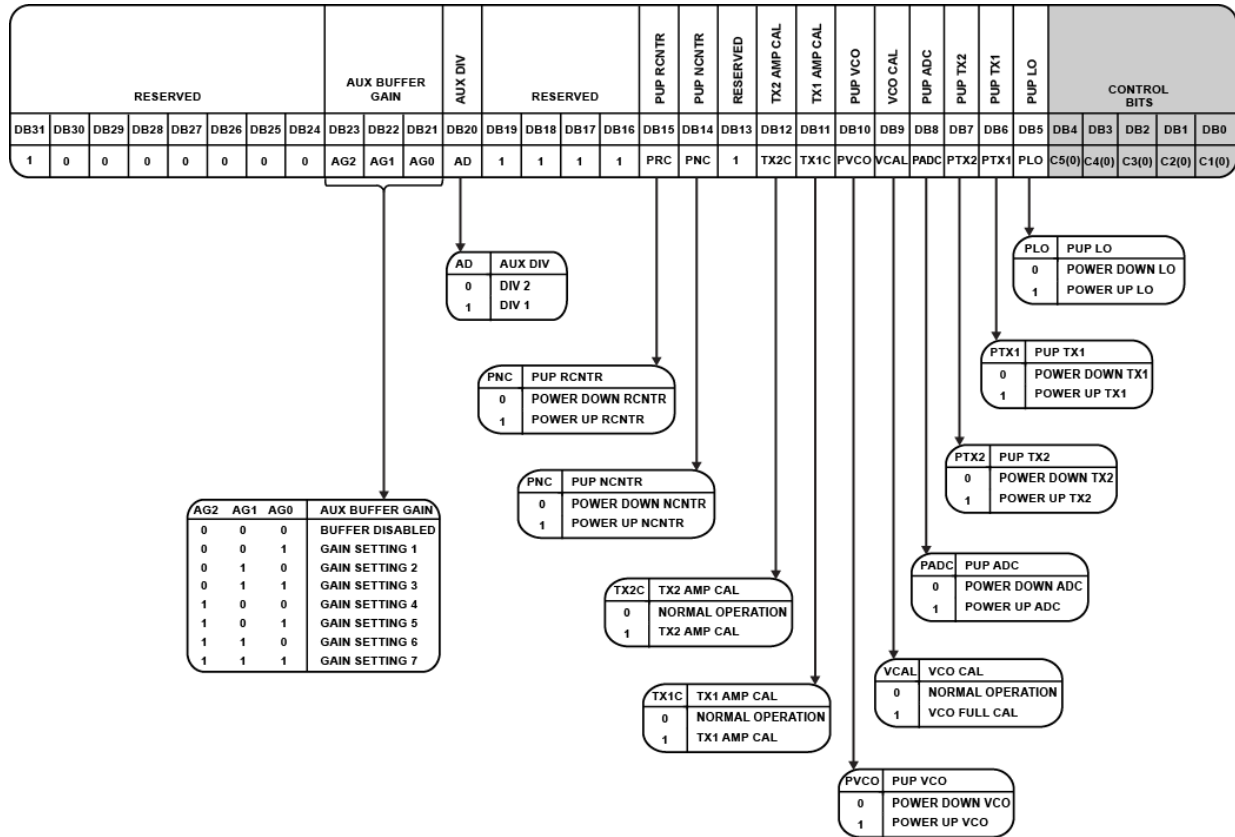 RESERVED
AUX BUFFER
GAIN
AUX DIV
RESERVED
PUP RCNTR
PUP NCNTR
RESERVED
TX2 AMP CAL
TX1 AMP CAL
PUP VCO
VCO CAL
PUP ADC
PUP TX2
PUP TX1
PUP LO
CONTROL
BITS
DB31 DB30 DB29 DB28 DB27 DB26 DB25 DB24 DB23 DB22 DB21 DB20 DB19 DB18 DB17 DB16 DB15 DB14 DB13 DB12 DB11 DB10 DB9 DB8 DB7 DB6 DB5 DB4 DB3 DB2 DB1 DB0
1 0 0 0 0 0 0 0 AG2 AG1 AG0 AD 1 1 1 1 PRC PNC 1 TX2C TX1C PVCO VCAL PADC PTX2 PTX1 PLO C5(0) C4(0) C3(0) C2(0) C1(0)
PLO PUP LO
0 POWER DOWN LO
1 POWER UP LO
AD AUX DIV
0 DIV 2
1 DIV 1
PTX1 PUP TX1
0 POWER DOWN TX1
1 POWER UP TX1
PNC PUP RCNTR
0 POWER DOWN RCNTR
1 POWER UP RCNTR
PTX2 PUP TX2
0 POWER DOWN TX2
1 POWER UP TX2
PNC PUP NCNTR
0 POWER DOWN NCNTR
1 POWER UP NCNTR
AG2 AG1 AG0 AUX BUFFER GAIN
0 0 0 BUFFER DISABLED
0 0 1 GAIN SETTING 1
0 1 0 GAIN SETTING 2
0 1 1 GAIN SETTING 3
1 0 0 GAIN SETTING 4
1 0 1 GAIN SETTING 5
1 1 0 GAIN SETTING 6
1 1 1 GAIN SETTING 7
PADC PUP ADC
0 POWER DOWN ADC
1 POWER UP ADC
TX2C TX2 AMP CAL
0 NORMAL OPERATION
1 TX2 AMP CAL
VCAL VCO CAL
0 NORMAL OPERATION
1 VCO FULL CAL
TX1C TX1 AMP CAL
0 NORMAL OPERATION
1 TX1 AMP CAL
PVCO PUP VCO
0 POWER DOWN VCO
1 POWER UP VCO